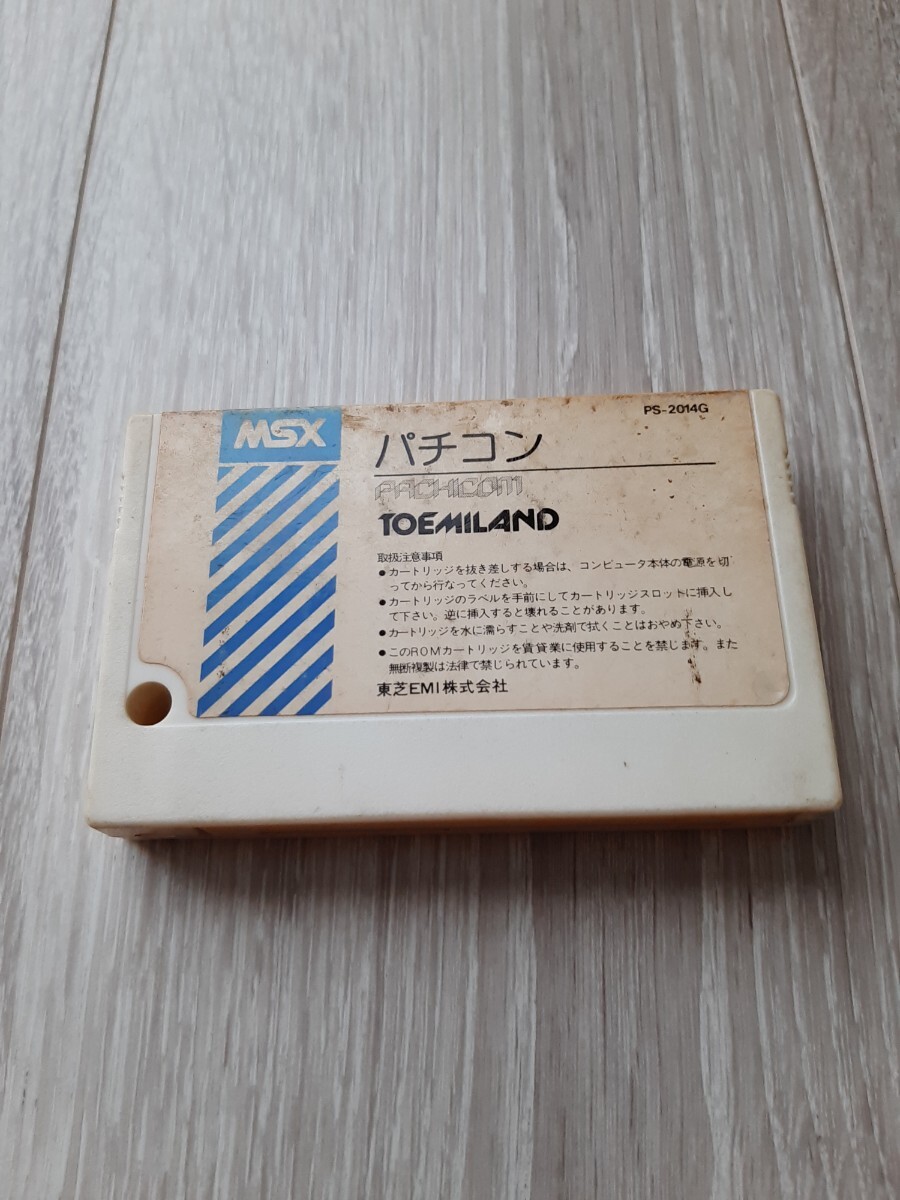 PS-2014G
MSX
パチコン
PACHICOM
TOEMILAND
取扱注意事項
●カートリッジを抜き差しする場合は、コンピュータ本体の電源を切
ってから行なってください。
●カートリッジのラベルを手前にしてカートリッジスロットに挿入し
て下さい。逆に挿入すると壊れることがあります。
●カートリッジを水に濡らすことや洗剤で拭くことはおやめ下さい。
●このROMカートリッジを賃貸業に使用することを禁じます。また
無断複製は法律で禁じられています。
東芝EMI株式会社